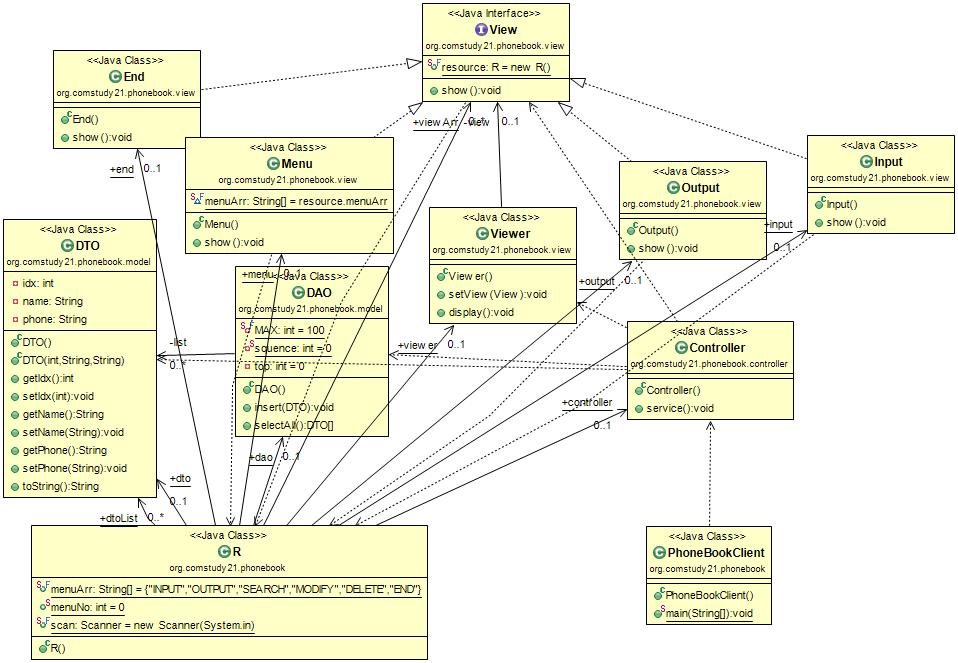 <<Java Interface>>
View
org.comstudy21.phonebook.view
resource: R = new R()
show():void
<<Java Class>>
End
org.comstudy21.phonebook.view
End()
show():void
+view Arr
-view
0..*
0..1
+end
0..1
<<Java Class>>
Menu
org.comstudy21.phonebook.view
menuArr: String[] = resource.menuArr
Menu()
show():void
<<Java Class>>
Output
org.comstudy21.phonebook.view
Output()
show():void
<<Java Class>>
Input
org.comstudy21.phonebook.view
Input()
show():void
+input
0..1
<<Java Class>>
Viewer
org.comstudy21.phonebook.view
Viewer()
setView(View):void
display():void
+output
0..1
<<Java Class>>
DTO
org.comstudy21.phonebook.model
idx: int
name: String
phone: String
DTO()
DTO(int,String,String)
getIdx():int
setIdx(int):void
getName():String
setName(String):void
getPhone():String
setPhone(String):void
toString():String
+menu
0..1
<<Java Class>>
DAO
org.comstudy21.phonebook.model
MAX: int = 100
squence: int = 0
top: int = 0
DAO()
insert(DTO):void
selectAll():DTO[]
-list
0..*
+viewer
0..1
<<Java Class>>
Controller
org.comstudy21.phonebook.controller
Controller()
service():void
+controller
0..1
+dao
0..1
+dto
0..1
+dtoList
0..*
<<Java Class>>
R
org.comstudy21.phonebook
menuArr: String[] = {"INPUT","OUTPUT","SEARCH","MODIFY","DELETE","END"}
menuNo: int = 0
scan: Scanner = new Scanner(System.in)
R()
<<Java Class>>
PhoneBookClient
org.comstudy21.phonebook
PhoneBookClient()
main(String[]):void